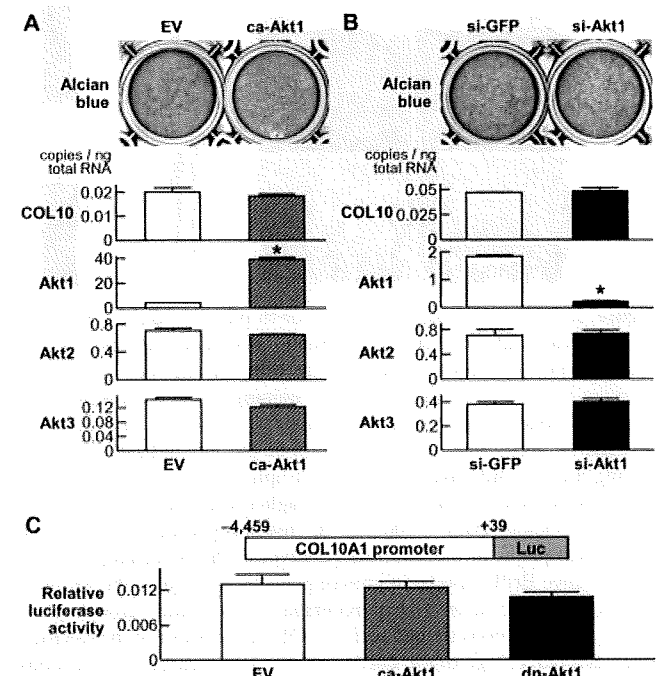 A
EV ca-Akt1
Alcian
blue
copies / ng
total RNA
COL10
0.02
0.01
0
Akt1
40
20
0
Akt2
0.8
0.4
0
Akt3
0.12
0.08
0.04
0
EV ca-Akt1
B
si-GFP si-Akt1
Alcian
blue
copies / ng
total RNA
COL10
0.05
0.025
0
Akt1
2
1
0
*
Akt2
0.8
0.4
0
Akt3
0.4
0.2
0
*
si-GFP si-Akt1
C
–4,459 +39
COL10A1 promoter Luc
Relative
luciferase
activity
0.012
0.006
0
EV ca-Akt1 dn-Akt1